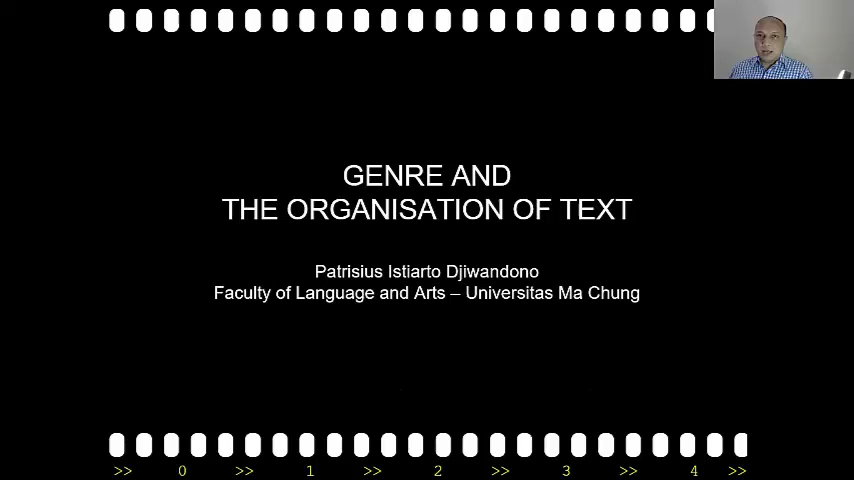 GENRE AND
THE ORGANISATION OF TEXT
Patrisius Istiarto Djiwandono
Faculty of Language and Arts – Universitas Ma Chung
>> 0 >> 1 >> 2 >> 3 >> 4 >>